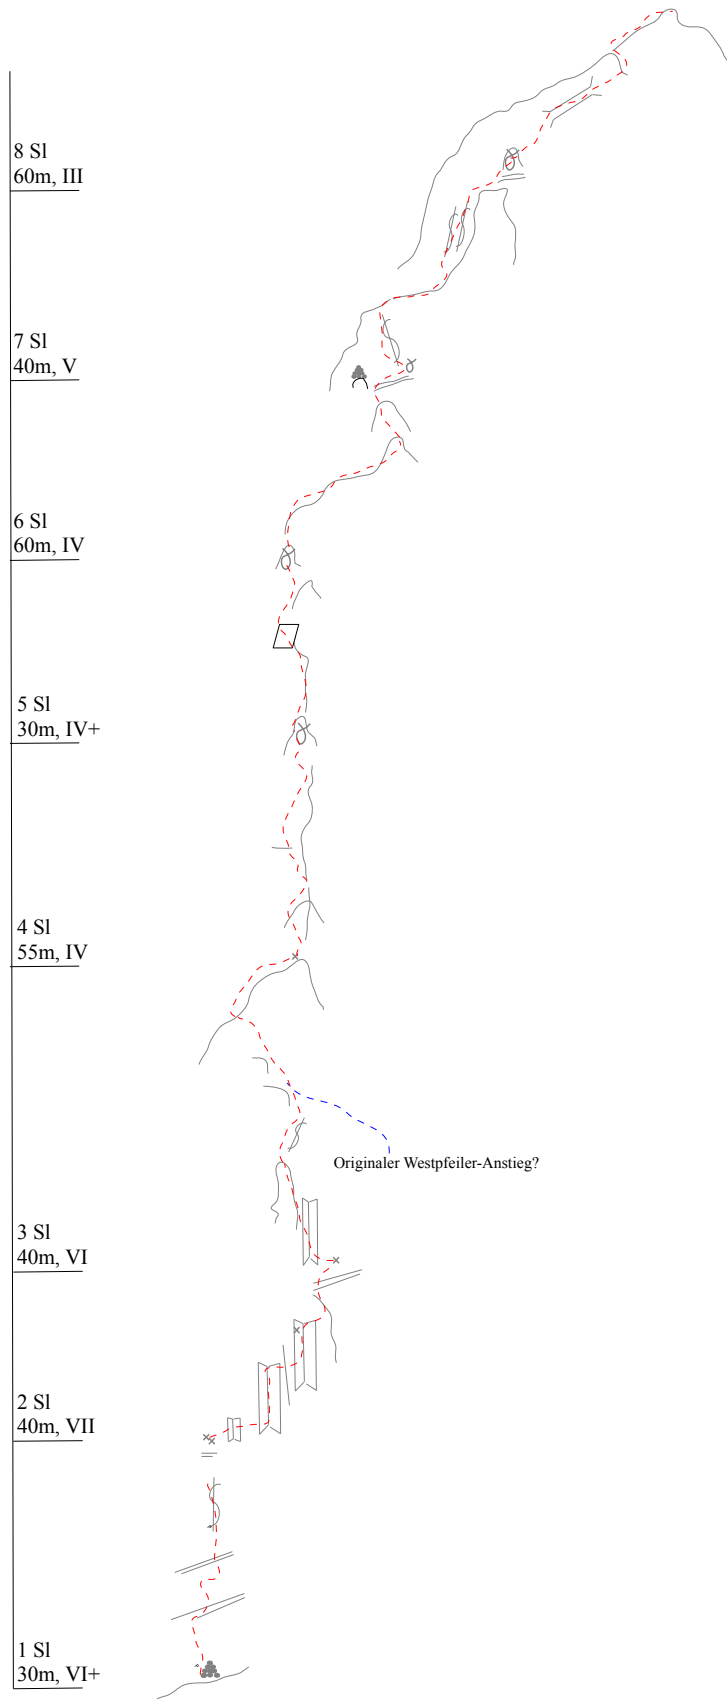 8 Sl
60m, III
7 Sl
40m, V
6 Sl
60m, IV
5 Sl
30m, IV+
4 Sl
55m, IV
Originaler Westpfeiler-Anstieg?
3 Sl
40m, VI
2 Sl
40m, VII
1 Sl
30m, VI+